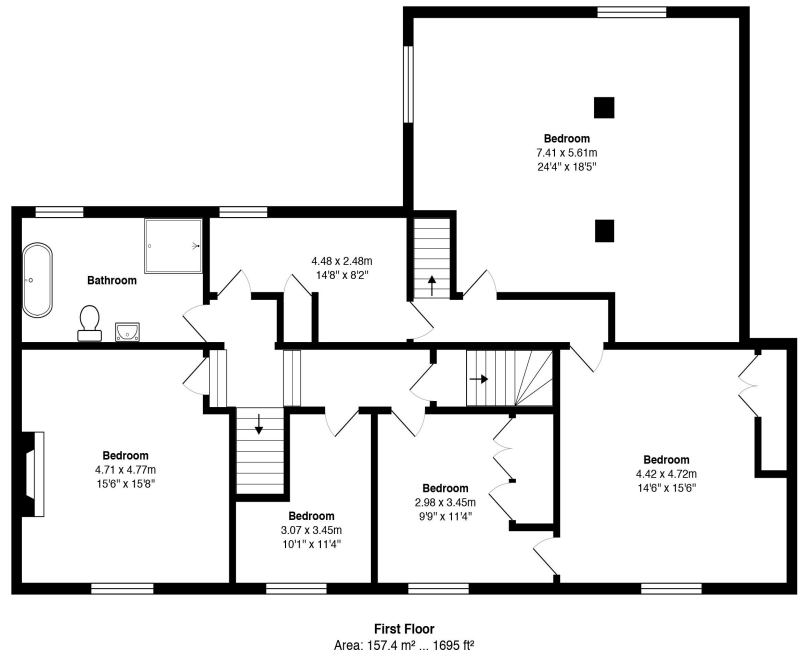 Bedroom
7.41 x 5.61m
24'4" x 18'5"
4.48 x 2.48m
14'8" x 8'2"
Bathroom
Bedroom
4.71 x 4.77m
15'6" x 15'8"
Bedroom
3.07 x 3.45m
10'1" x 11'4"
Bedroom
2.98 x 3.45m
9'9" x 11'4"
Bedroom
4.42 x 4.72m
14'6" x 15'6"
First Floor
Area: 157.4 m² ... 1695 ft²